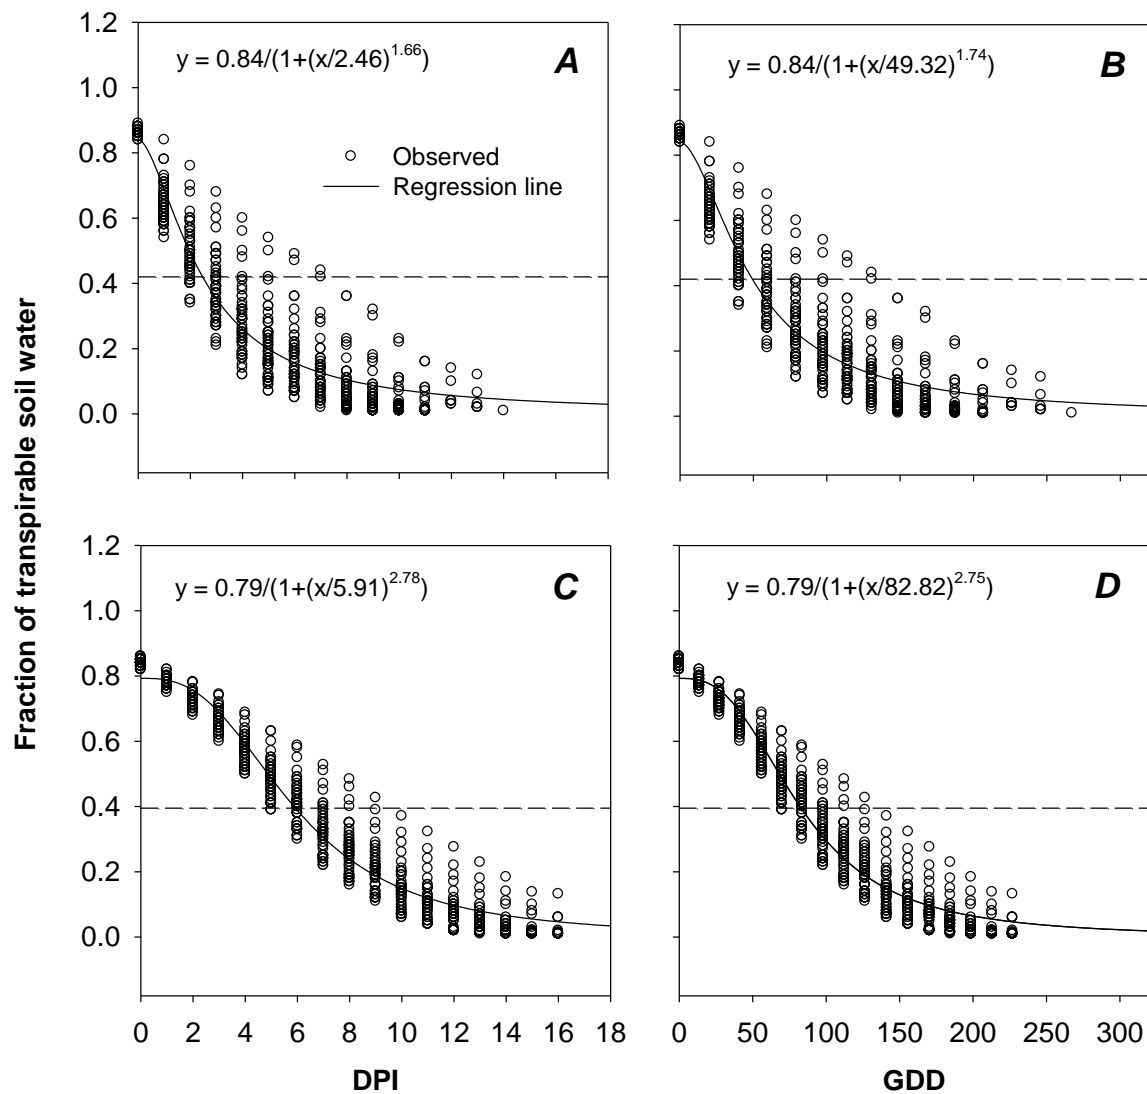 Fraction of transpirable soil water
1.2
1.0
0.8
0.6
0.4
0.2
0.0
y = 0.84/(1+(x/2.46)^1.66)
A
Observed
Regression line
y = 0.84/(1+(x/49.32)^1.74)
B
1.2
1.0
0.8
0.6
0.4
0.2
0.0
y = 0.79/(1+(x/5.91)^2.78)
C
y = 0.79/(1+(x/82.82)^2.75)
D
0 2 4 6 8 10 12 14 16 18
0 50 100 150 200 250 300
DPI
GDD